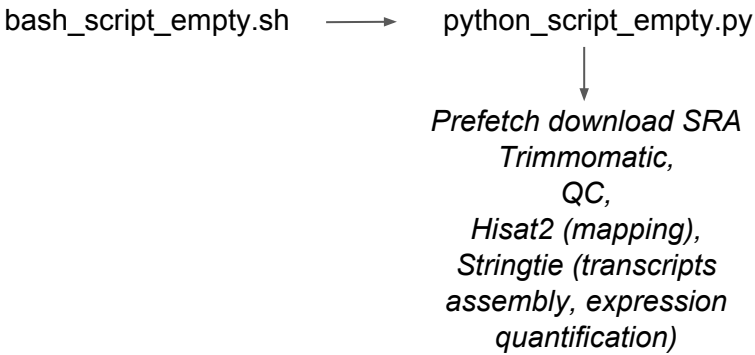 bash_script_empty.sh
python_script_empty.py
Prefetch download SRA
Trimmomatic,
QC,
Hisat2 (mapping),
Stringtie (transcripts
assembly, expression
quantification)